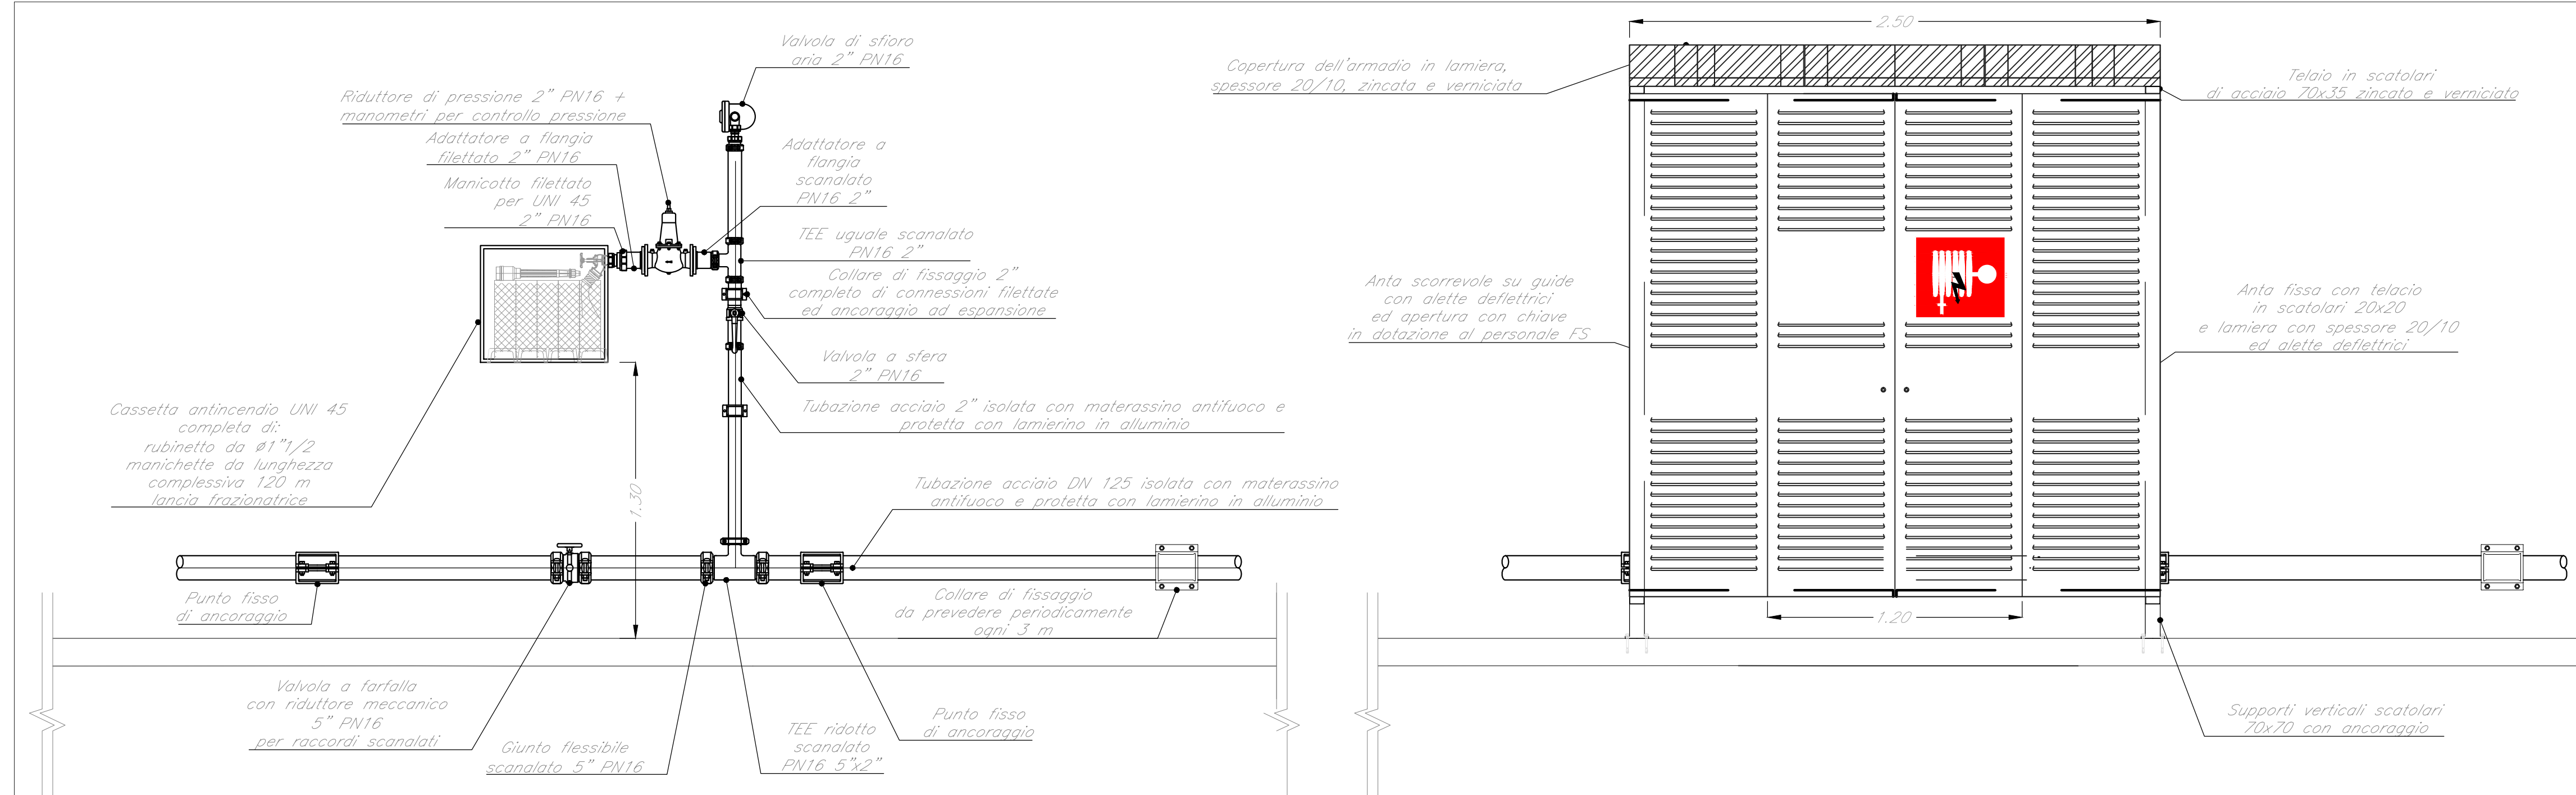 Valvola di sfioro
aria 2" PN16
Riduttore di pressione 2" PN16 +
manometri per controllo pressione
Adattatore a flangia
filettato 2" PN16
Manicotto filettato
per UNI 45
2" PN16
Adattatore a
flangia
scanalato
PN16 2"
TEE uguale scanalato
PN16 2"
Collare di fissaggio 2"
completo di connessioni filettate
ed ancoraggio ad espansione
Valvola a sfera
2" PN16
Tubazione acciaio 2" isolata con materassino antifuoco e
protetta con lamierino in alluminio
Cassetta antincendio UNI 45
completa di:
rubinetto da ø1"1/2
manichette da lunghezza
complessiva 120 m
lancia frazionatrice
1.30
Tubazione acciaio DN 125 isolata con materassino
antifuoco e protetta con lamierino in alluminio
Punto fisso
di ancoraggio
Collare di fissaggio
da prevedere periodicamente
ogni 3 m
Valvola a farfalla
con riduttore meccanico
5" PN16
per raccordi scanalati
Giunto flessibile
scanalato 5" PN16
TEE ridotto
scanalato
PN16 5"x2"
Punto fisso
di ancoraggio
2.50
Copertura dell'armadio in lamiera,
spessore 20/10, zincata e verniciata
Telaio in scatolari
di acciaio 70x35 zincato e verniciato
Anta scorrevole su guide
con alette deflettrici
ed apertura con chiave
in dotazione al personale FS
Anta fissa con telacio
in scatolari 20x20
e lamiera con spessore 20/10
ed alette deflettrici
1.20
Supporti verticali scatolari
70x70 con ancoraggio